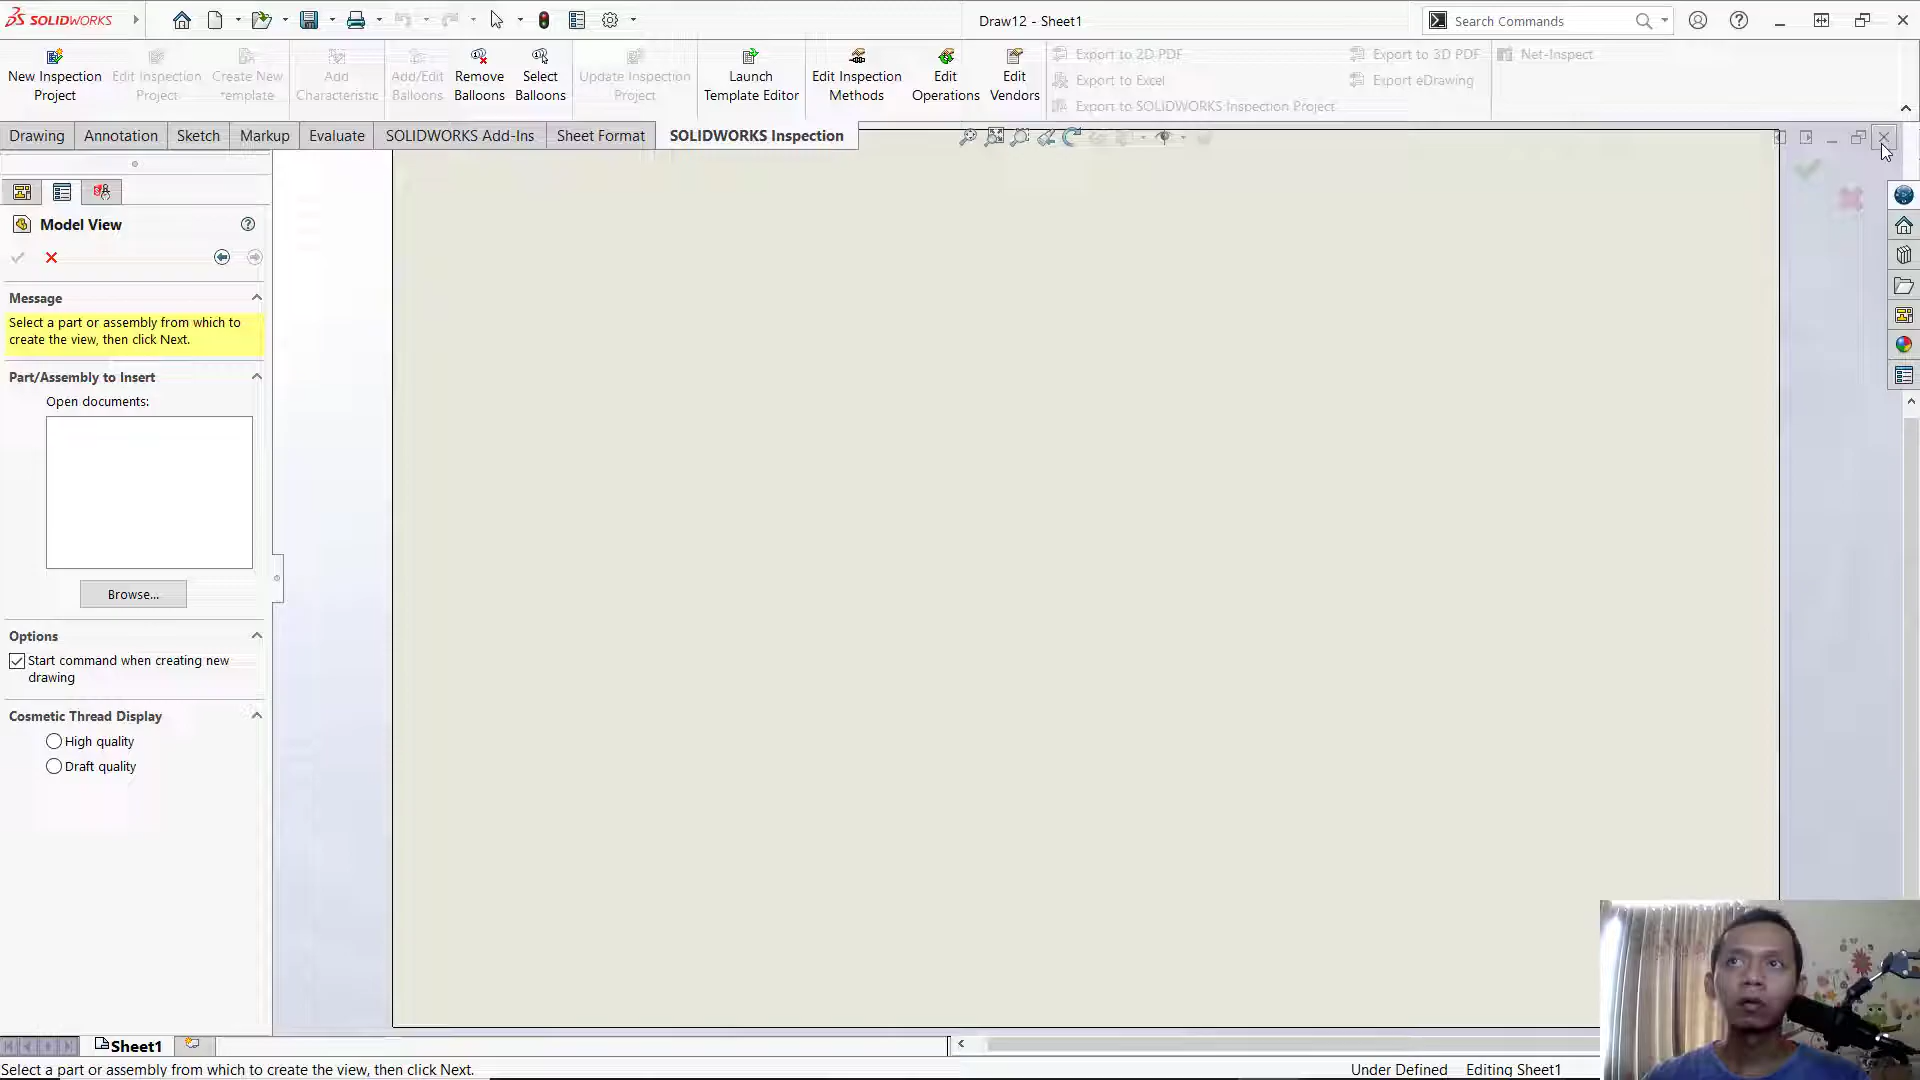 SOLIDWORKS
Draw12 - Sheet1
Search Commands
New Inspection
Project
Edit Inspection
Project
Create New
Template
Add
Characteristic
Add/Edit
Balloons
Remove
Balloons
Select
Balloons
Update Inspection
Project
Launch
Template Editor
Edit Inspection
Methods
Edit
Operations
Edit
Vendors
Export to 2D PDF
Export to Excel
Export to SOLIDWORKS Inspection Project
Export to 3D PDF
Export eDrawing
Net-Inspect
Drawing
Annotation
Sketch
Markup
Evaluate
SOLIDWORKS Add-Ins
Sheet Format
SOLIDWORKS Inspection
Model View
Message
Select a part or assembly from which to
create the view, then click Next.
Part/Assembly to Insert
Open documents:
Browse...
Options
Start command when creating new
drawing
Cosmetic Thread Display
High quality
Draft quality
Sheet1
Select a part or assembly from which to create the view, then click Next.
Under Defined
Editing Sheet1